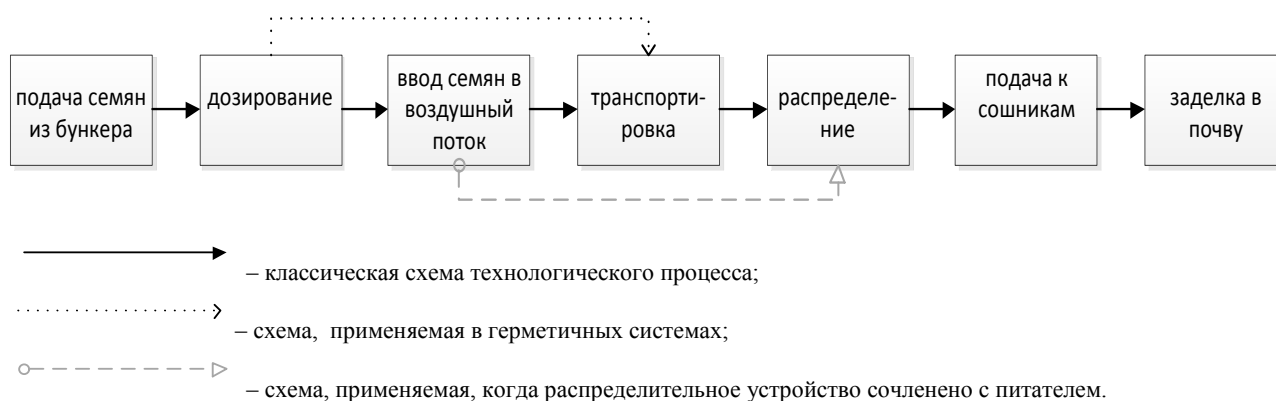 подача семян
из бункера
дозирование
ввод семян в
воздушный
поток
транспорти-
ровка
распределе-
ние
подача к
сошникам
заделка в
почву
– классическая схема технологического процесса;
– схема, применяемая в герметичных системах;
– схема, применяемая, когда распределительное устройство сочленено с питателем.